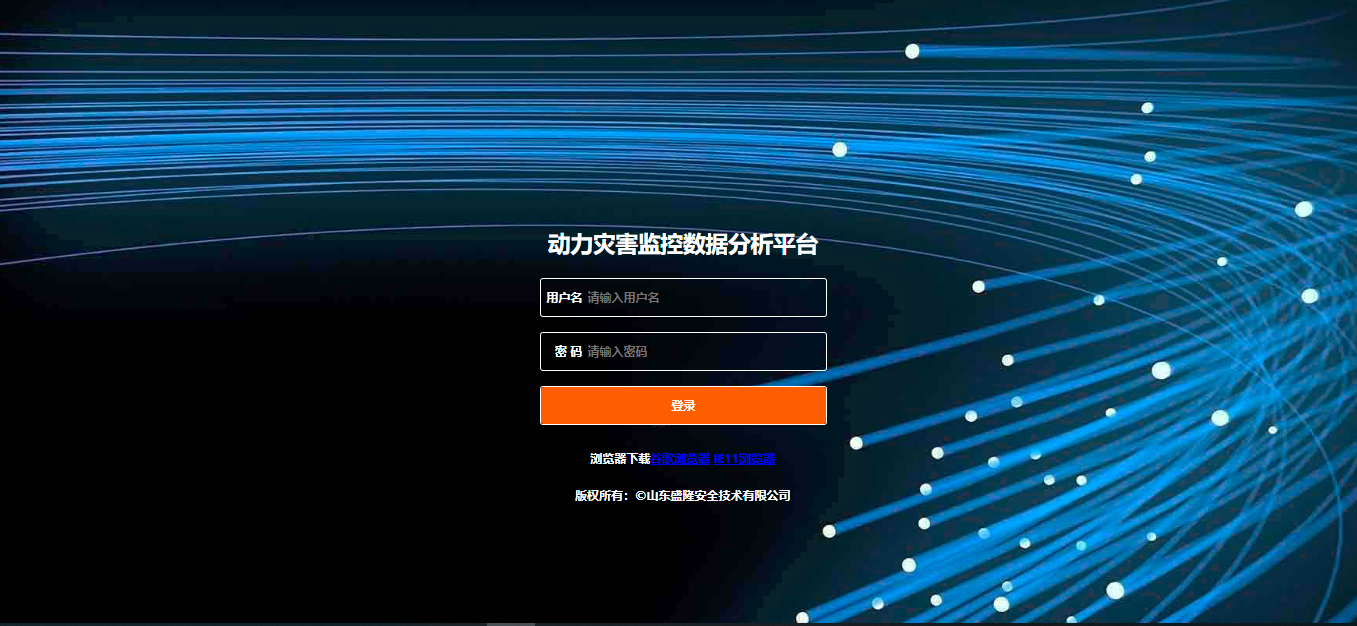 动力灾害监控数据分析平台
用户名 请输入用户名
密 码 请输入密码
登录
浏览器下载谷歌浏览器 IE11浏览器
版权所有：©山东盛隆安全技术有限公司